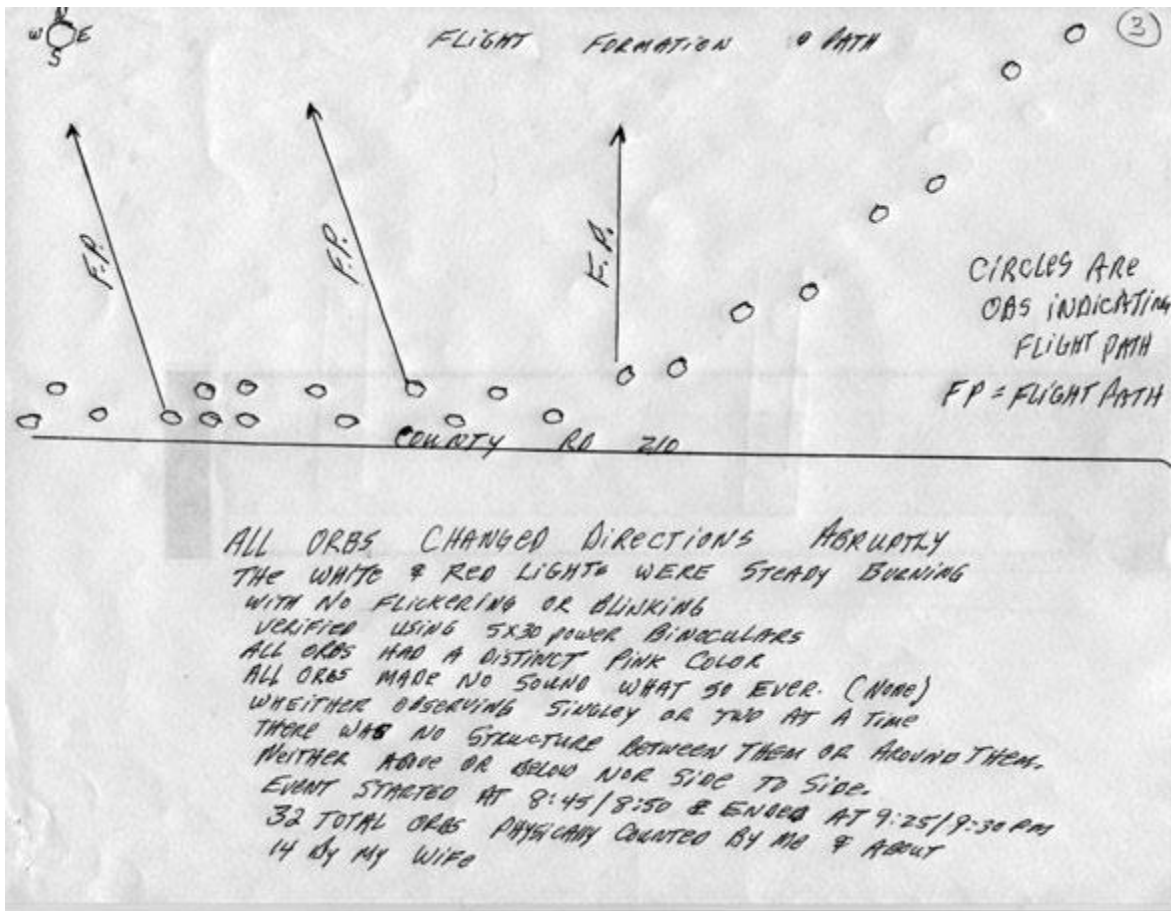 N
W E
S
FLIGHT FORMATION & PATH
3
F.P.
F.P.
F.P.
CIRCLES ARE
OBS INDICATING
FLIGHT PATH
FP = FLIGHT PATH
COUNTY RD 210
ALL ORBS CHANGED DIRECTIONS ABRUPTLY
THE WHITE & RED LIGHTS WERE STEADY BURNING
WITH NO FLICKERING OR BLINKING
VERIFIED USING 5X30 POWER BINOCULARS
ALL ORBS HAD A DISTINCT PINK COLOR
ALL ORBS MADE NO SOUND WHAT SO EVER. (NONE)
WHEITHER OBSERVING SINGLEY OR TWO AT A TIME
THERE WAS NO STRUCTURE BETWEEN THEM OR AROUND THEM.
NEITHER ABOVE OR BELOW NOR SIDE TO SIDE.
EVENT STARTED AT 8:45/8:50 & ENDED AT 9:25/9:30 PM
32 TOTAL ORBS PHYSICALY COUNTED BY ME & ABOUT
14 BY MY WIFE